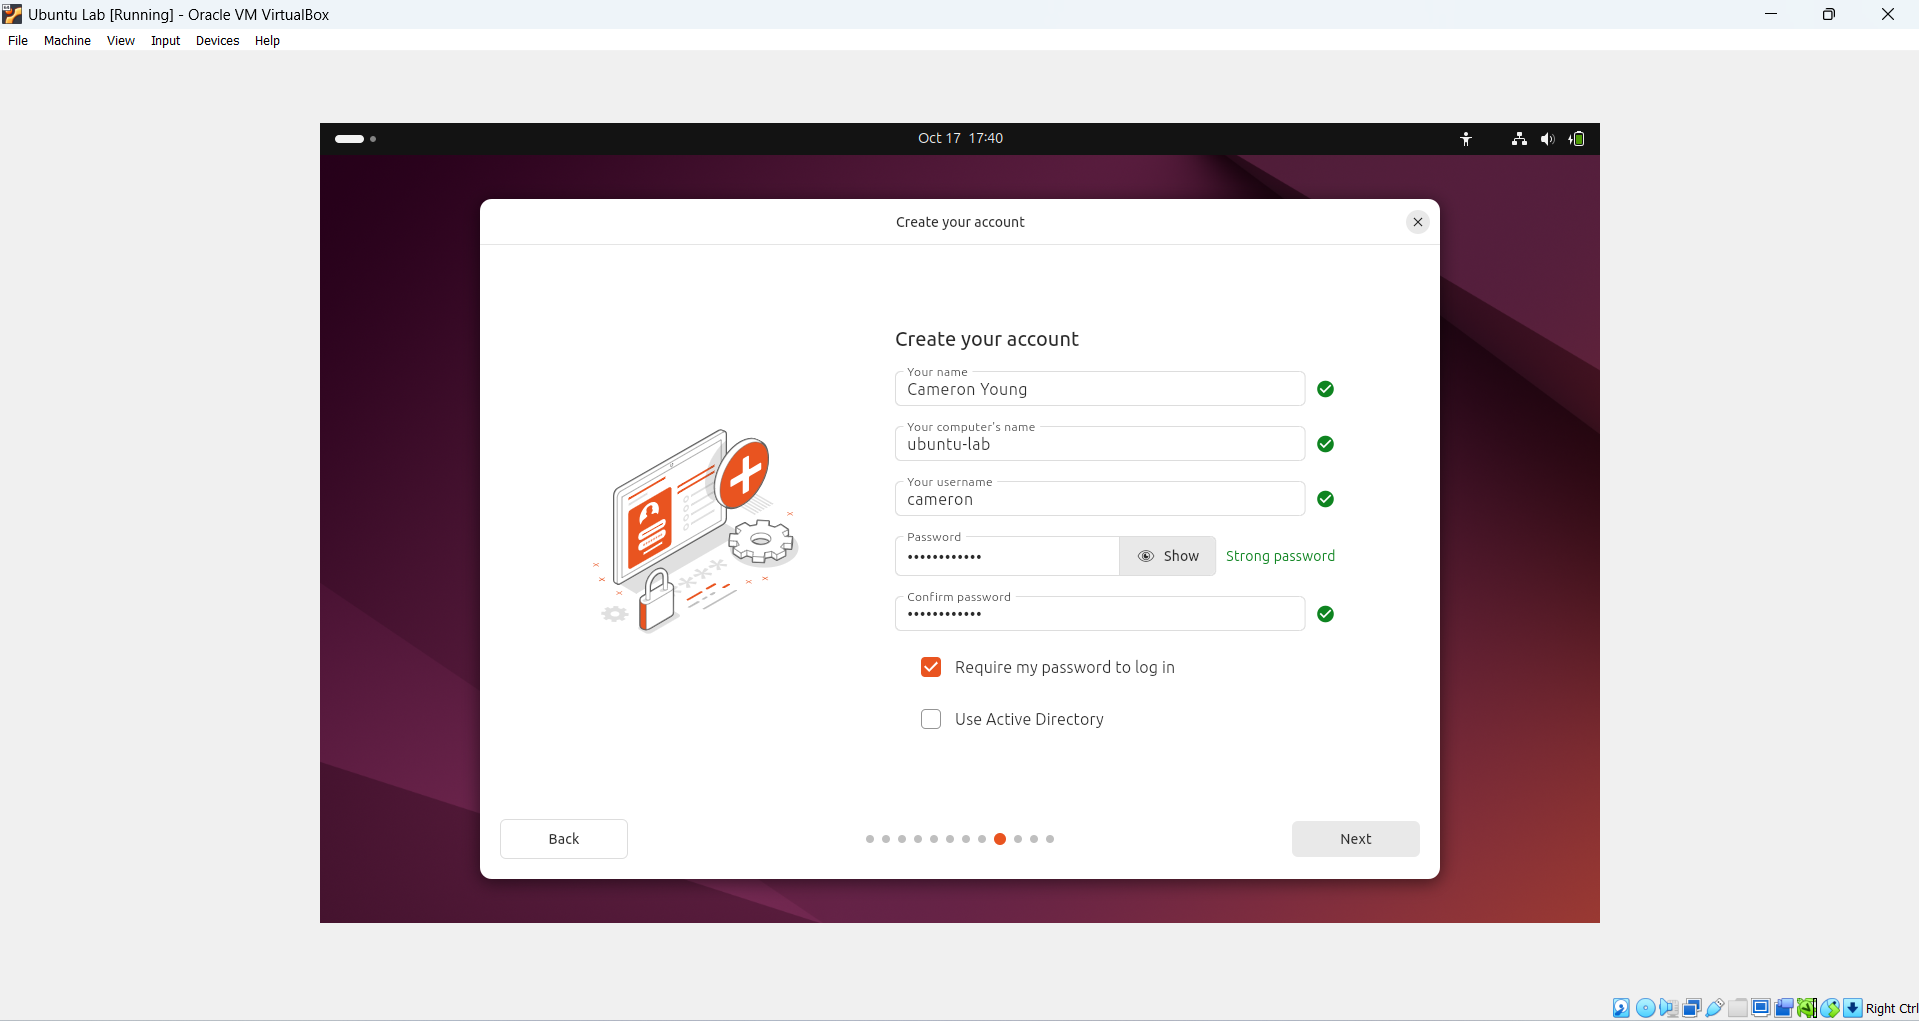 Ubuntu Lab [Running] - Oracle VM VirtualBox
File Machine View Input Devices Help
Oct 17 17:40
Create your account
Create your account
Your name
Cameron Young
Your computer's name
ubuntu-lab
Your username
cameron
Password
•••••••••••• Show Strong password
Confirm password
••••••••••••
Require my password to log in
Use Active Directory
Back Next
Right Ctrl